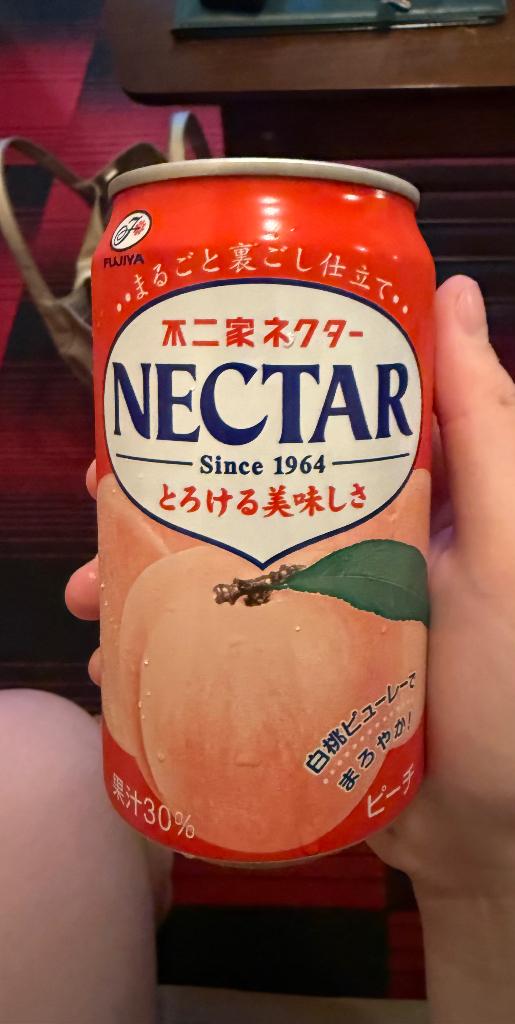 FUJIYA
‥まるごと裏ごし仕立て‥
不二家ネクター
NECTAR
Since 1964
とろける美味しさ
白桃ピューレーで
まろやか!
果汁30%
ピーチ